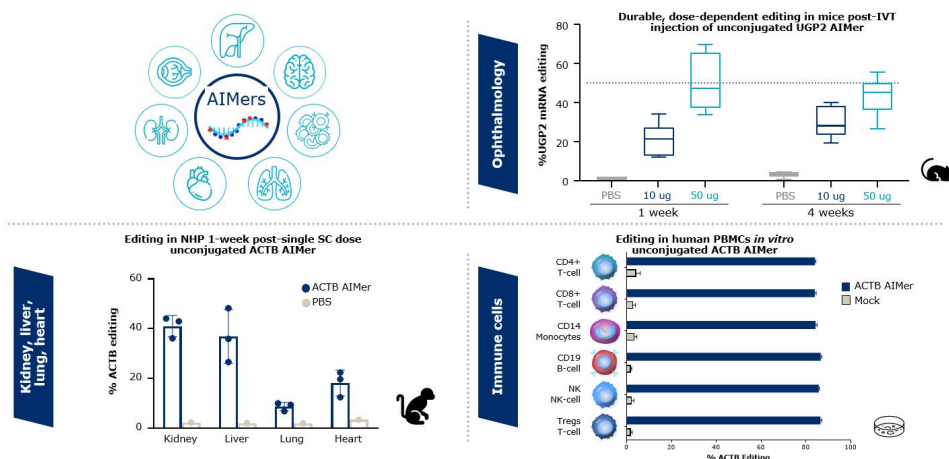 AIMers
Ophthalmology
Durable, dose-dependent editing in mice post-IVT
injection of unconjugated UGP2 AIMer
%UGP2 mRNA editing
80
60
40
20
0
PBS
10 ug
50 ug
PBS
10 ug
50 ug
1 week
4 weeks
Kidney, liver,
lung, heart
Editing in NHP 1-week post-single SC dose
unconjugated ACTB AIMer
% ACTB editing
60
40
20
0
ACTB AIMer
PBS
Kidney
Liver
Lung
Heart
Immune cells
Editing in human PBMCs in vitro
unconjugated ACTB AIMer
CD4+
T-cell
CD8+
T-cell
CD14
Monocytes
CD19
B-cell
NK
NK-cell
Tregs
T-cell
ACTB AIMer
Mock
0
20
40
60
80
100
% ACTB Editing